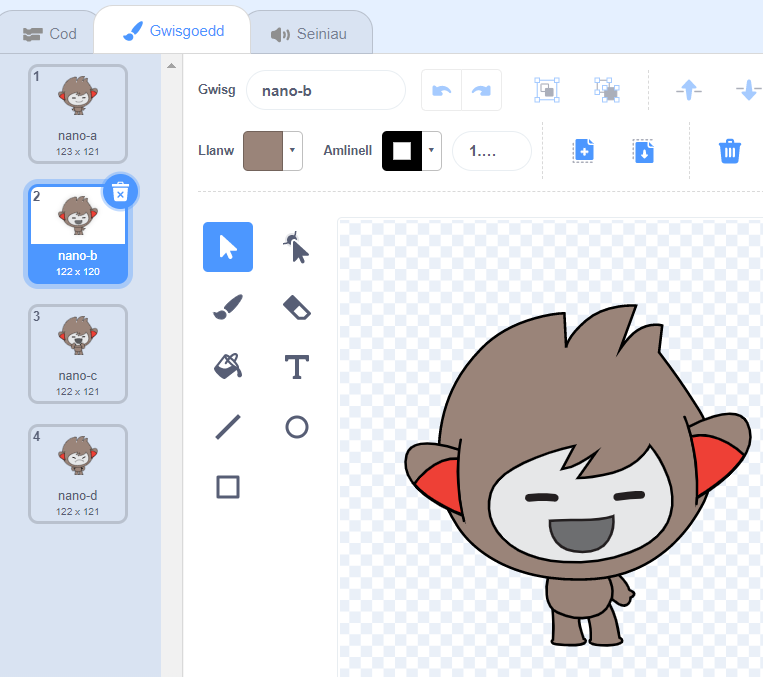 Cod
Gwisgoedd
Seiniau
1
nano-a
123 x 121
2
nano-b
122 x 120
3
nano-c
122 x 121
4
nano-d
122 x 121
Gwisg
nano-b
Llanw
Amlinell
1....
T